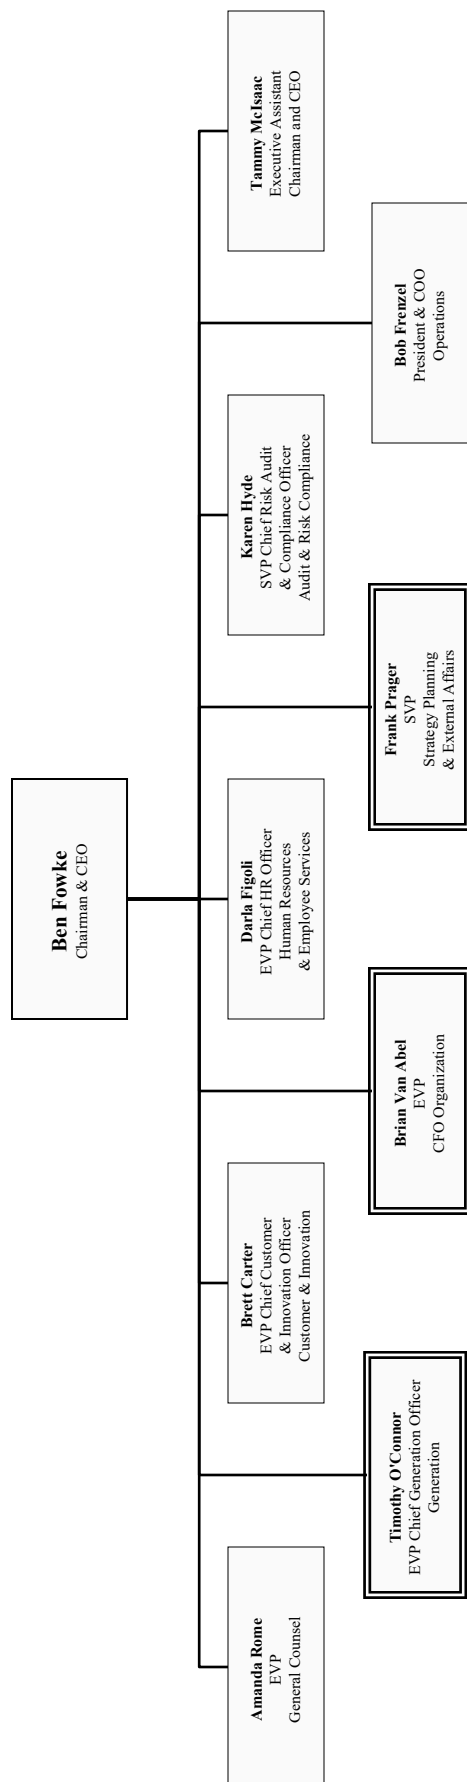 Ben Fowke
Chairman & CEO
Amanda Rome
EVP
General Counsel
Timothy O'Connor
EVP Chief Generation Officer
Generation
Brett Carter
EVP Chief Customer
& Innovation Officer
Customer & Innovation
Brian Van Abel
EVP
CFO Organization
Darla Figoli
EVP Chief HR Officer
Human Resources
& Employee Services
Frank Prager
SVP
Strategy Planning
& External Affairs
Karen Hyde
SVP Chief Risk Audit
& Compliance Officer
Audit & Risk Compliance
Bob Frenzel
President & COO
Operations
Tammy McIsaac
Executive Assistant
Chairman and CEO